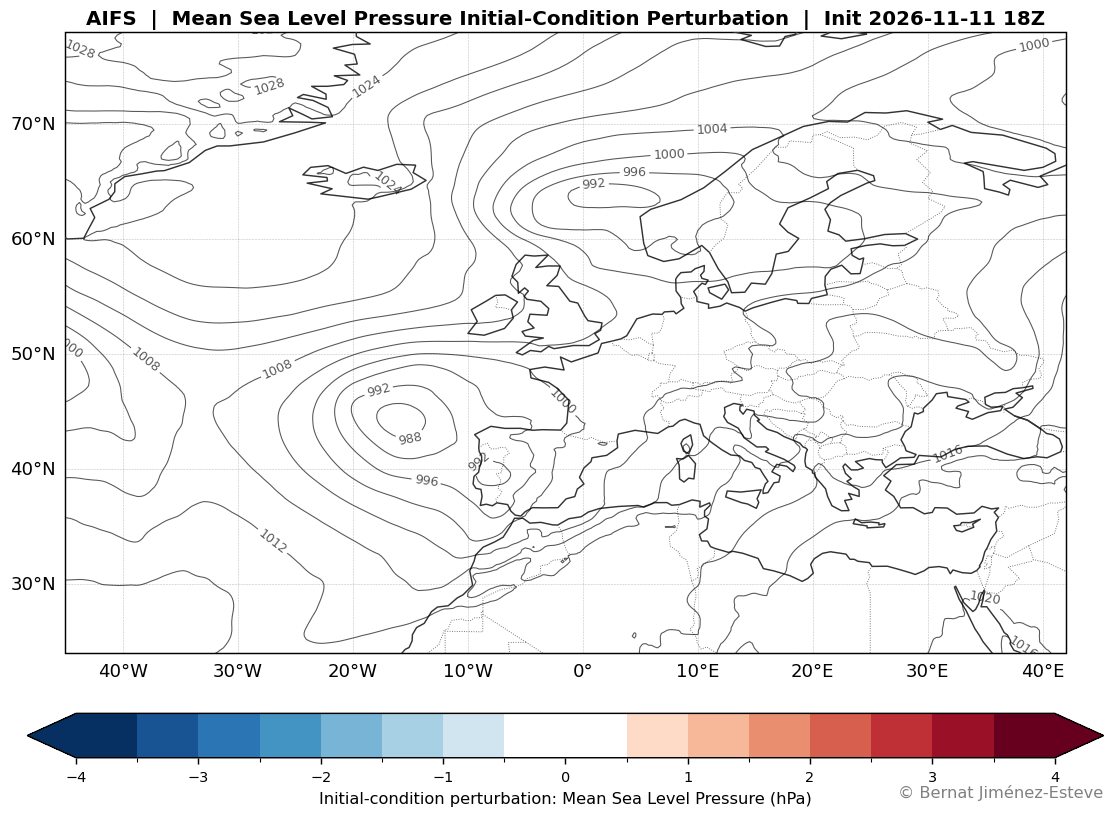 AIFS | Mean Sea Level Pressure Initial-Condition Perturbation | Init 2026-11-11 18Z
1028
1028
1024
1000
70°N
1004
1000
996
992
1024
60°N
50°N
1008
1008
992
1000
988
40°N
992
996
1016
1012
30°N
1020
1016
40°W 30°W 20°W 10°W 0° 10°E 20°E 30°E 40°E
−4 −3 −2 −1 0 1 2 3 4
Initial-condition perturbation: Mean Sea Level Pressure (hPa)
© Bernat Jiménez-Esteve